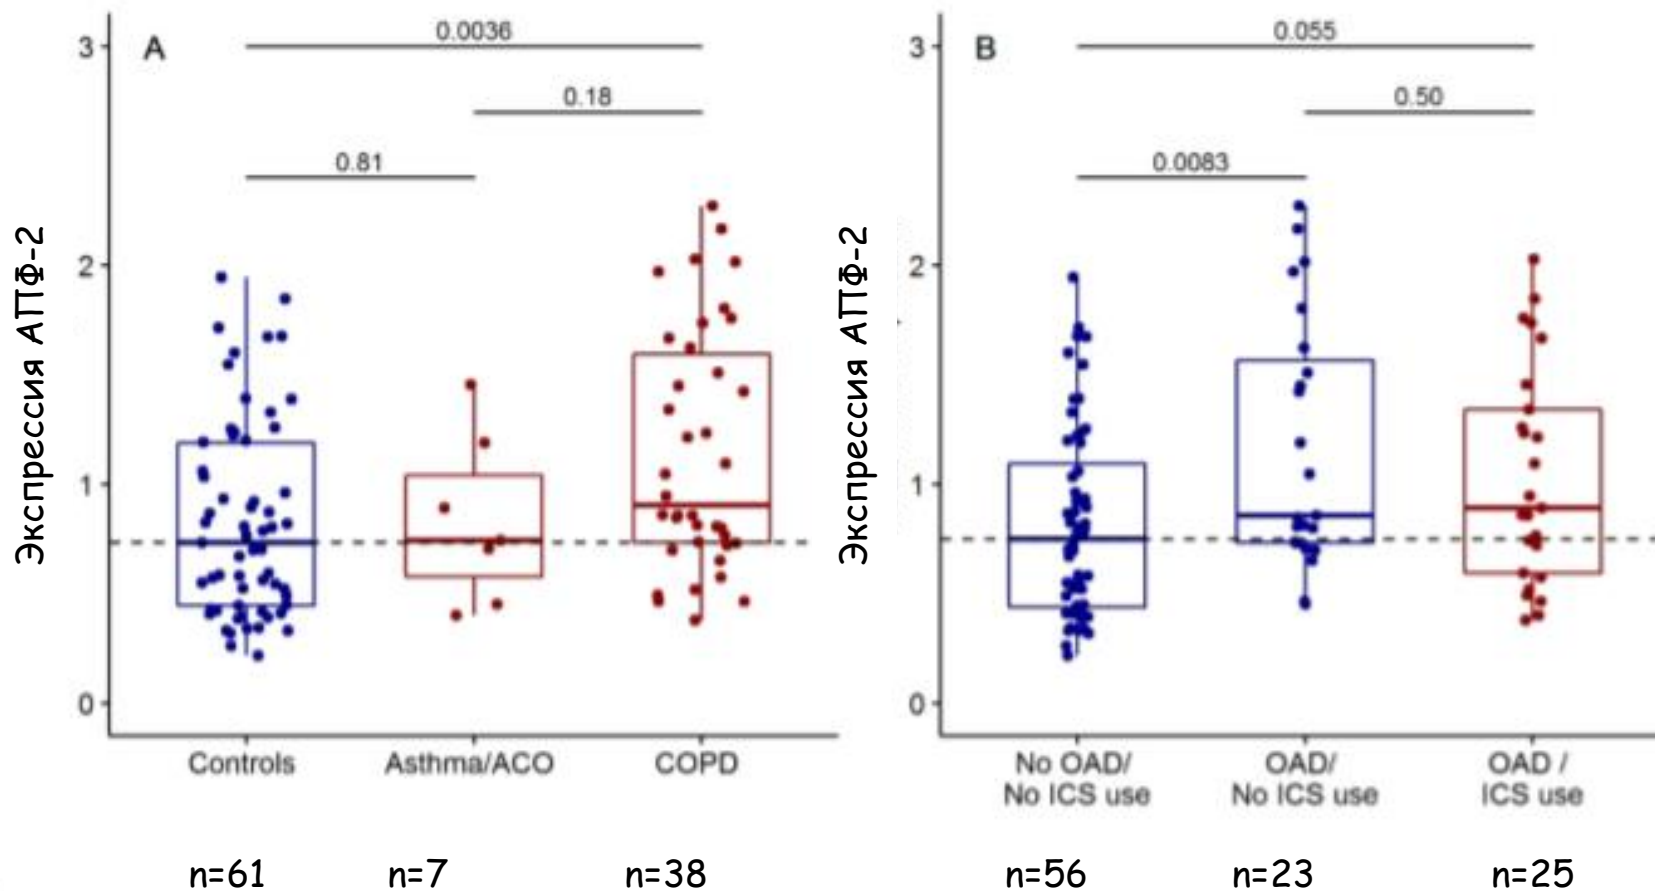 A
B
0.0036
0.18
0.81
0.055
0.50
0.0083
3
2
1
0
Экспрессия АПФ-2
Controls
Asthma/ACO
COPD
n=61
n=7
n=38
3
2
1
0
Экспрессия АПФ-2
No OAD/
No ICS use
OAD/
No ICS use
OAD /
ICS use
n=56
n=23
n=25